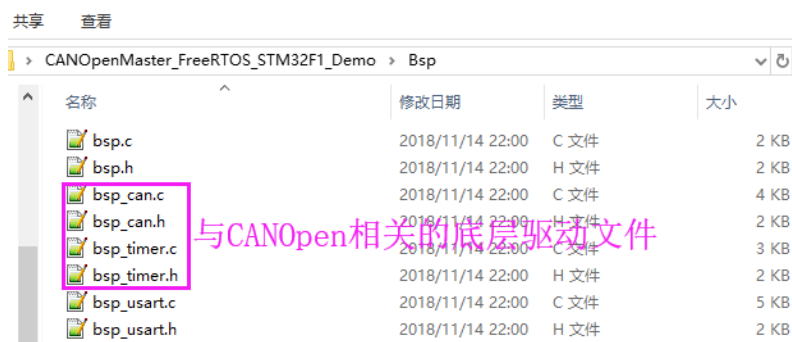 共享 查看
CANOpenMaster_FreeRTOS_STM32F1_Demo Bsp
名称 修改日期 类型 大小
bsp.c 2018/11/14 22:00 C 文件 2 KB
bsp.h 2018/11/14 22:00 H 文件 2 KB
bsp_can.c 2018/11/14 22:00 C 文件 4 KB
bsp_can.h 2018/11/14 22:00 H 文件 2 KB
与CANOpen相关的底层驱动文件
bsp_timer.c 2018/11/14 22:00 C 文件 3 KB
bsp_timer.h 2018/11/14 22:00 H 文件 2 KB
bsp_usart.c 2018/11/14 22:00 C 文件 5 KB
bsp_usart.h 2018/11/14 22:00 H 文件 2 KB